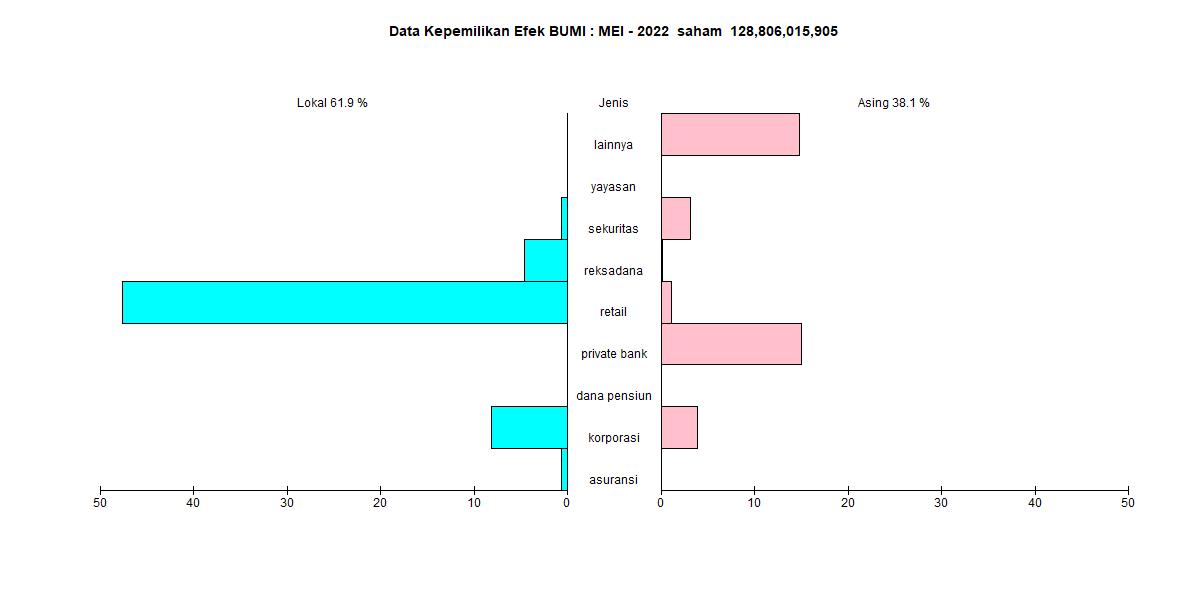 Data Kepemilikan Efek BUMI : MEI - 2022  saham  128,806,015,905
Lokal 61.9 %
Jenis
Asing 38.1 %
lainnya
yayasan
sekuritas
reksadana
retail
private bank
dana pensiun
korporasi
asuransi
50 40 30 20 10 0
0 10 20 30 40 50